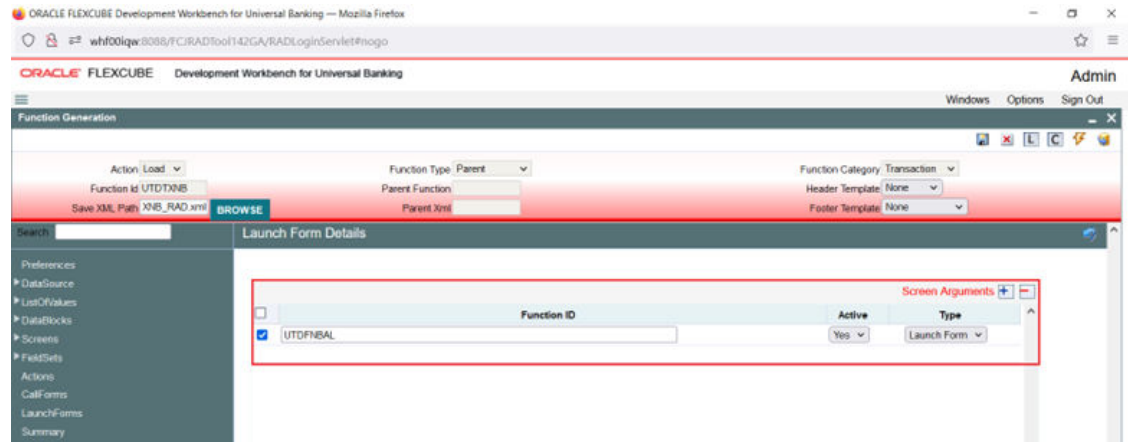 ORACLE FLEXCUBE Development Workbench for Universal Banking — Mozilla Firefox
whf00iqw:8088/FCJRADTool142GA/RADLoginServlet#nogo
ORACLE FLEXCUBE Development Workbench for Universal Banking Admin
Windows Options Sign Out
Function Generation
L C
Action Load Function Type Parent Function Category Transaction
Function Id UTDTXNB Parent Function Header Template None
Save XML Path XNB_RAD.xml BROWSE Parent Xml Footer Template None
Search Launch Form Details
Preferences
DataSource
Screen Arguments + -
ListOfValues
Function ID Active Type
DataBlocks
UTDFNBAL Yes Launch Form
Screens
FieldSets
Actions
CallForms
LaunchForms
Summary